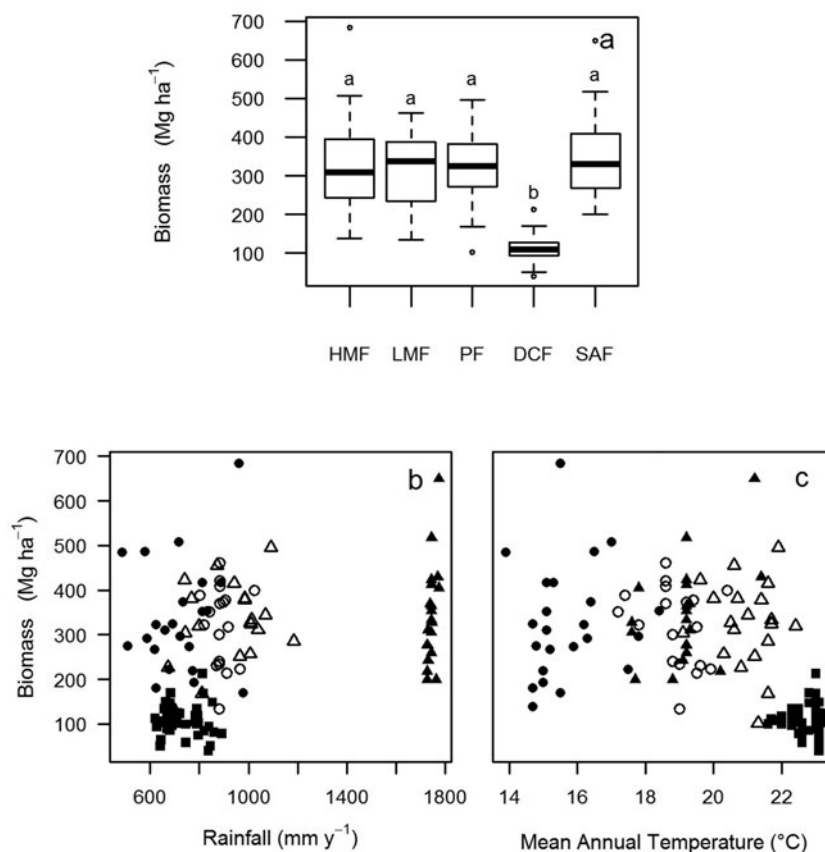 700
600
500
400
300
200
100
Biomass (Mg ha⁻¹)
a
a a a a
b
HMF LMF PF DCF SAF
700
600
500
400
300
200
100
Biomass (Mg ha⁻¹)
b
c
600 1000 1400 1800
14 16 18 20 22
Rainfall (mm y⁻¹)
Mean Annual Temperature (°C)